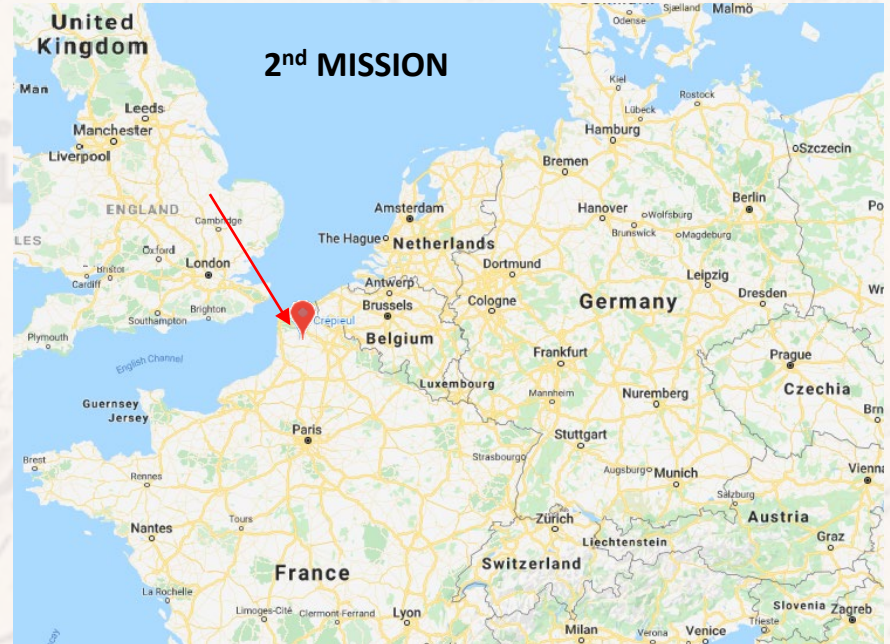 United
Kingdom
2nd MISSION
Sjælland
Malmö
Odense
Man
Leeds
Manchester
Liverpool
Kiel
Rostock
Lübeck
Hamburg
Szczecin
Bremen
ENGLAND
Cambridge
Amsterdam
Hanover
Wolfsburg
Berlin
Po
LES
Oxford
The Hague
Netherlands
Brunswick
Magdeburg
London
Bristol
Cardiff
Dortmund
Antwerp
Leipzig
Brussels
Cologne
Germany
Dresden
Wr
Southampton
Brighton
Crépieul
Plymouth
Belgium
English Channel
Frankfurt
Prague
Luxembourg
Mannheim
Nuremberg
Czechia
Guernsey
Jersey
Brn
Paris
Stuttgart
Brest
Strasbourg
Rennes
Augsburg
Munich
Vienna
Salzburg
Nantes
Tours
Zürich
Austria
Liechtenstein
Graz
Switzerland
France
La Rochelle
Limoges-Cité
Clermont-Ferrand
Lyon
Slovenia
Zagreb
Milan
Verona
Venice
Trieste